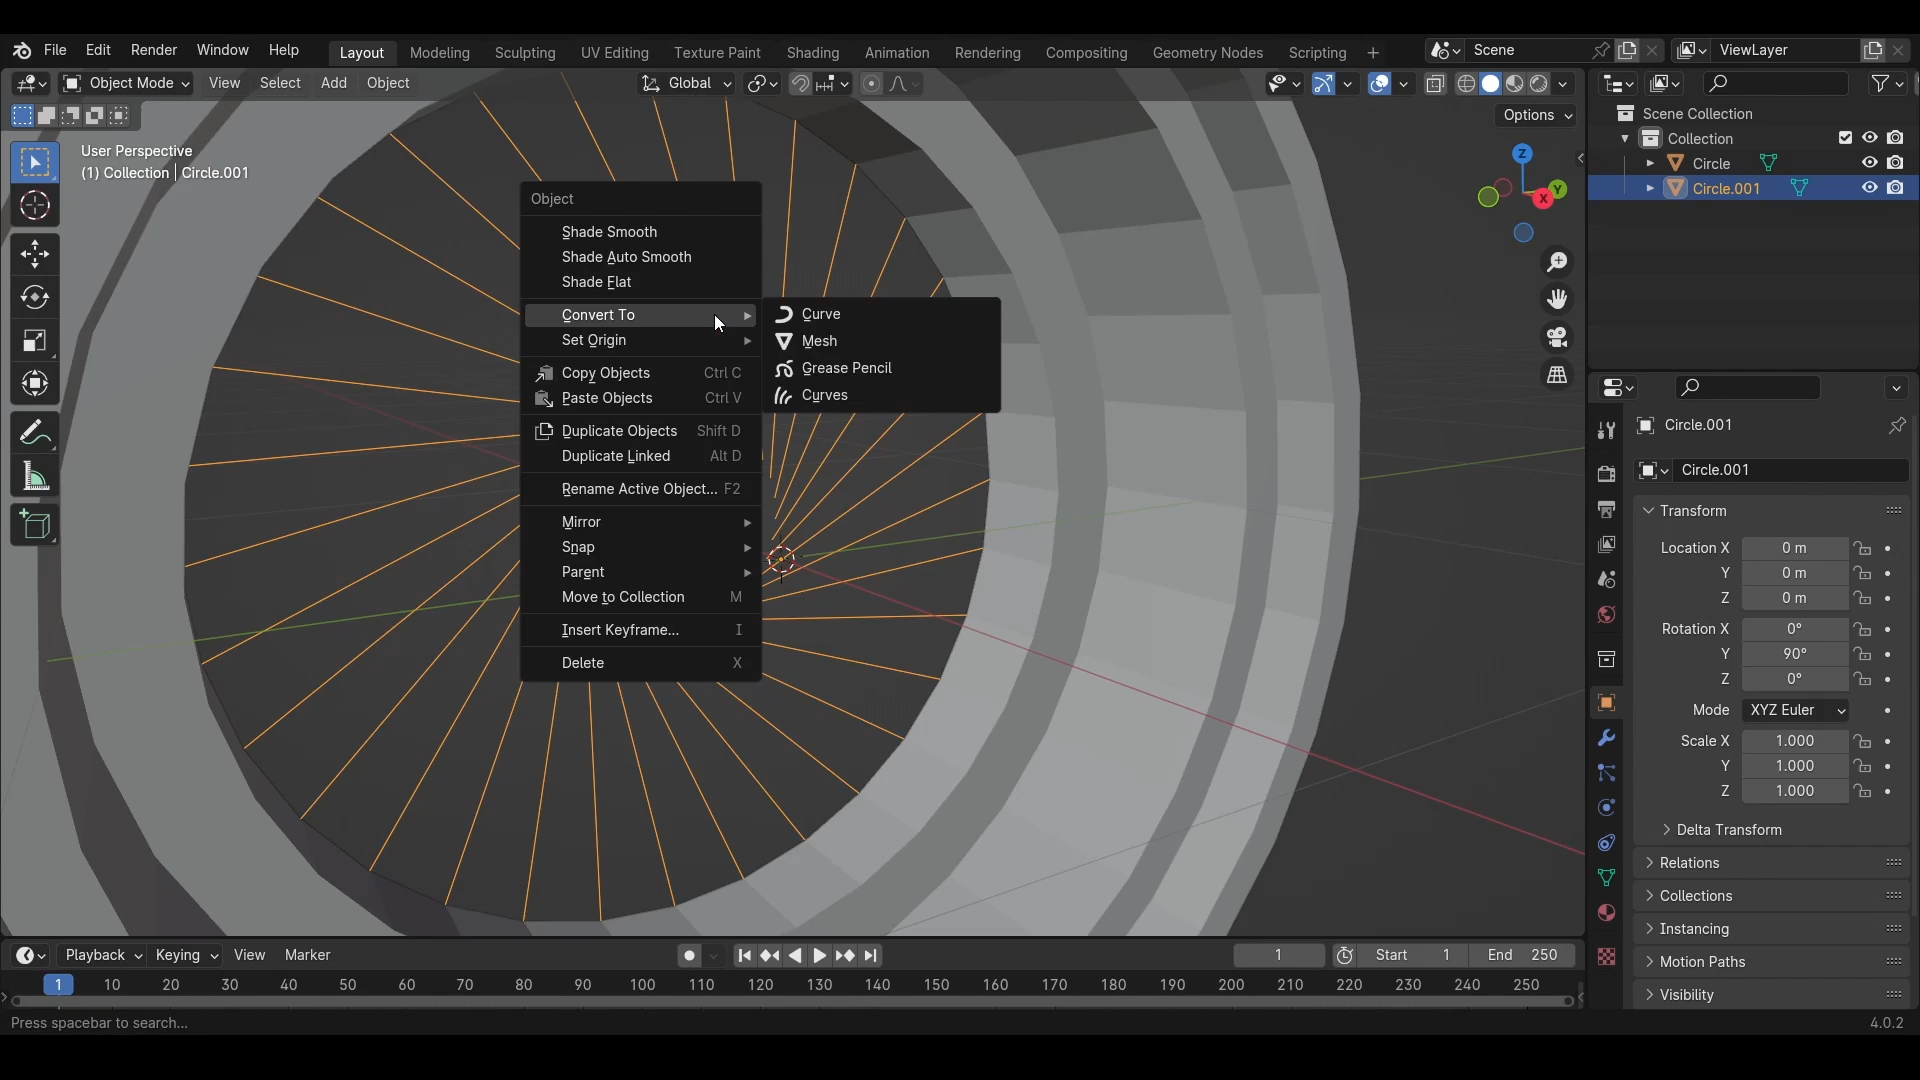 File Edit Render Window Help Layout Modeling Sculpting UV Editing Texture Paint Shading Animation Rendering Compositing Geometry Nodes Scripting + Scene ViewLayer
Object Mode View Select Add Object Global
Options
User Perspective
(1) Collection | Circle.001
Z
Y
X
Object
Shade Smooth
Shade Auto Smooth
Shade Flat
Convert To
Set Origin
Copy Objects Ctrl C
Paste Objects Ctrl V
Duplicate Objects Shift D
Duplicate Linked Alt D
Rename Active Object... F2
Mirror
Snap
Parent
Move to Collection M
Insert Keyframe... I
Delete X
Curve
Mesh
Grease Pencil
Curves
Scene Collection
Collection
Circle
Circle.001
Circle.001
Circle.001
Transform
Location X 0 m
Y 0 m
Z 0 m
Rotation X 0°
Y 90°
Z 0°
Mode XYZ Euler
Scale X 1.000
Y 1.000
Z 1.000
Delta Transform
Relations
Collections
Instancing
Motion Paths
Visibility
Playback Keying View Marker 1 Start 1 End 250
1 10 20 30 40 50 60 70 80 90 100 110 120 130 140 150 160 170 180 190 200 210 220 230 240 250
Press spacebar to search... 4.0.2